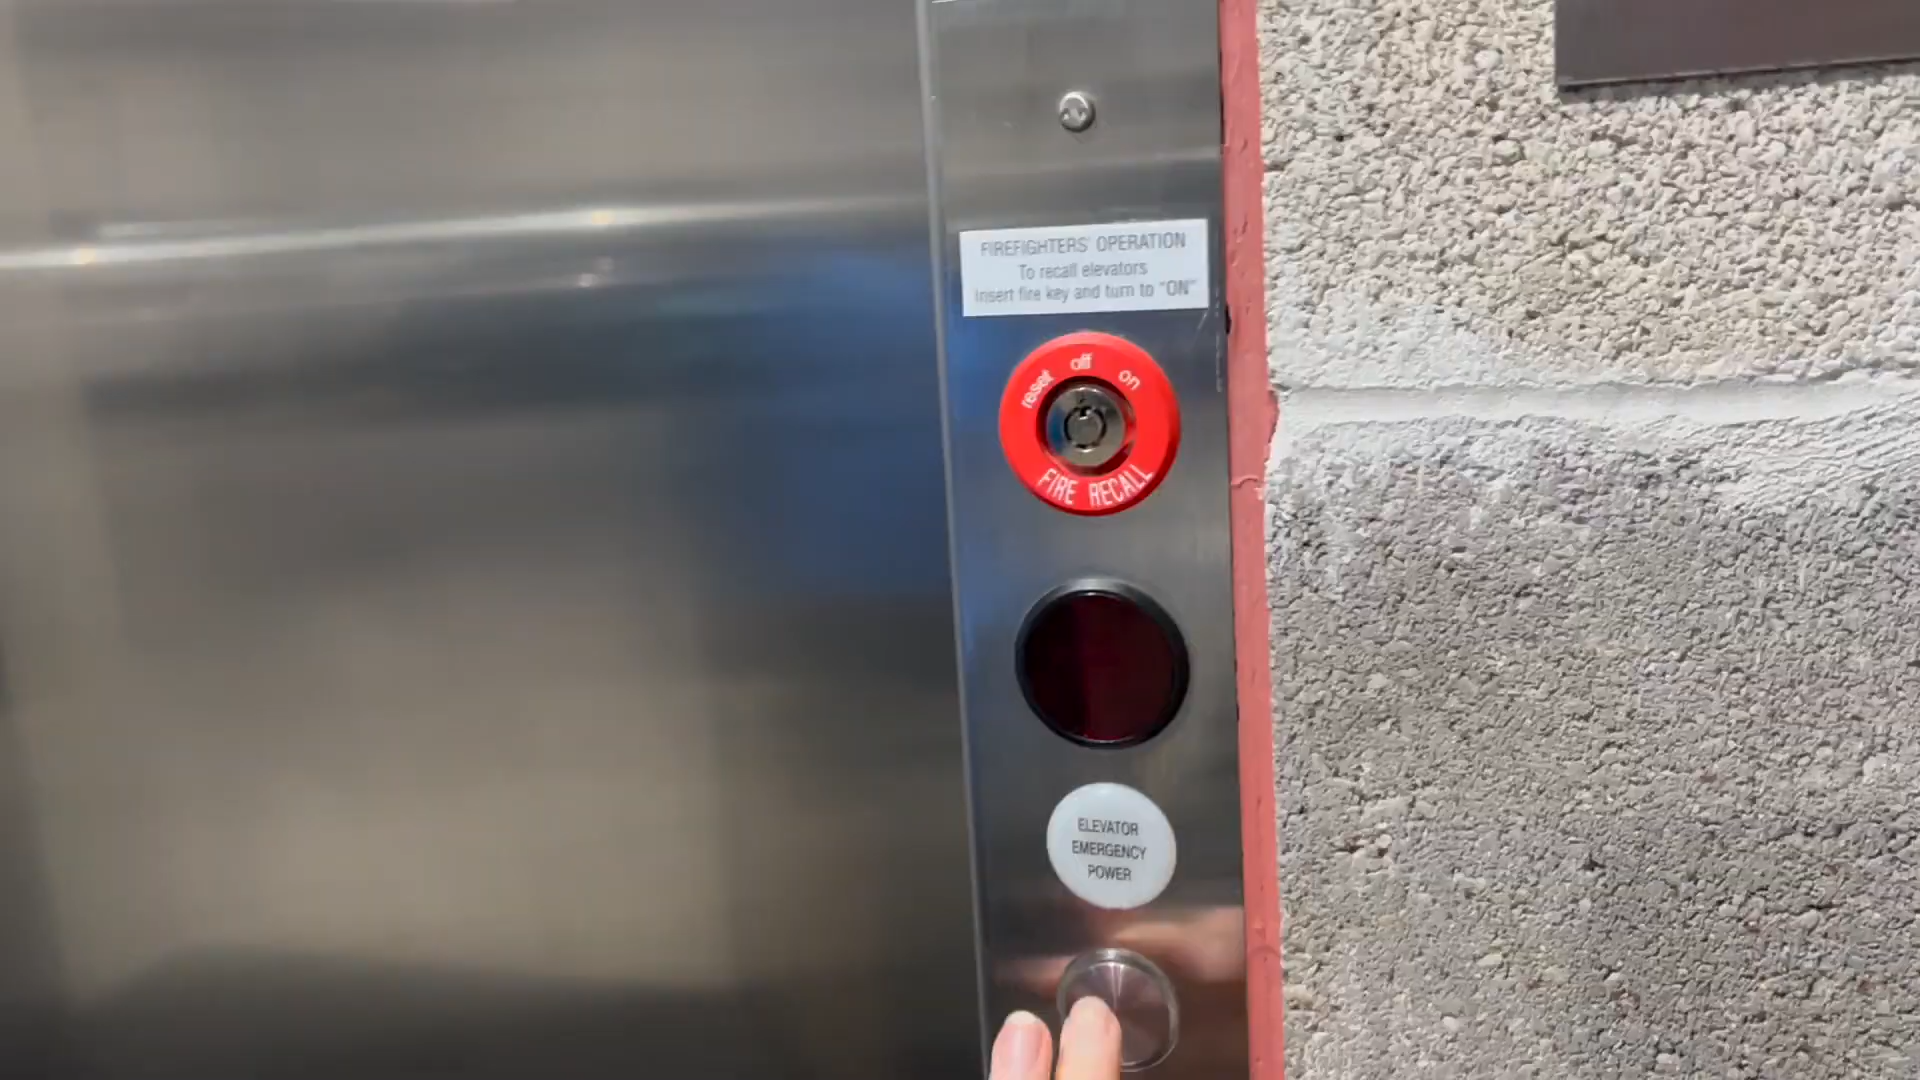 FIREFIGHTERS' OPERATION
To recall elevators
Insert fire key and turn to "ON"
reset off on
FIRE RECALL
ELEVATOR
EMERGENCY
POWER